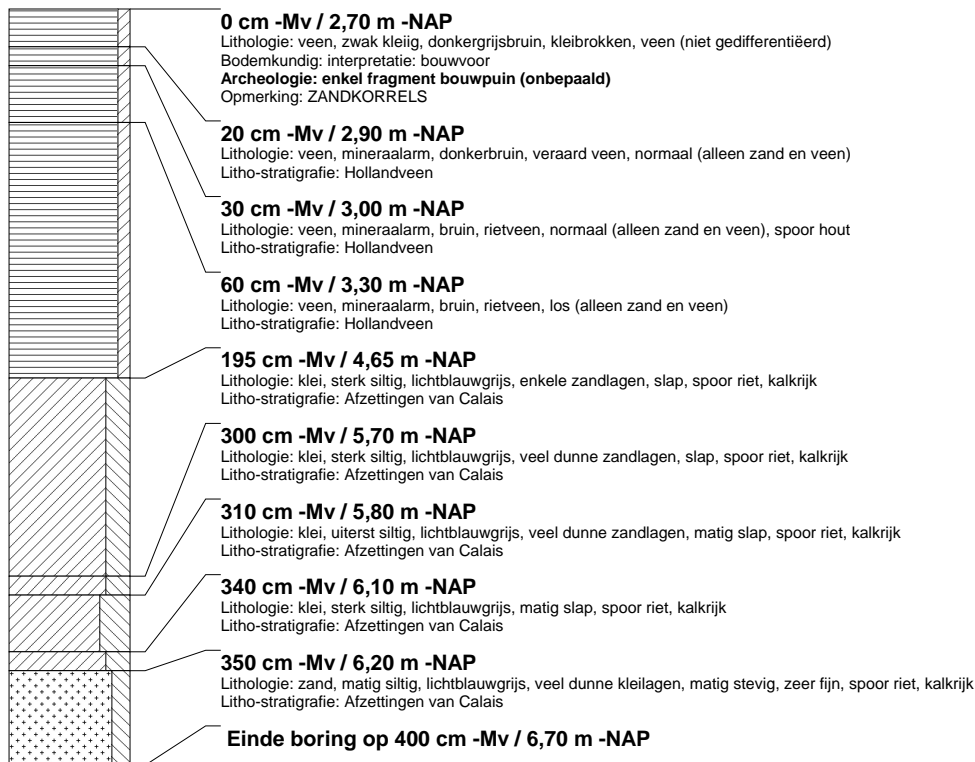 0 cm -Mv / 2,70 m -NAP
Lithologie: veen, zwak kleiig, donkergrijsbruin, kleibrokken, veen (niet gedifferentiëerd)
Bodemkundig: interpretatie: bouwvoor
Archeologie: enkel fragment bouwpuin (onbepaald)
Opmerking: ZANDKORRELS
20 cm -Mv / 2,90 m -NAP
Lithologie: veen, mineraalarm, donkerbruin, veraard veen, normaal (alleen zand en veen)
Litho-stratigrafie: Hollandveen
30 cm -Mv / 3,00 m -NAP
Lithologie: veen, mineraalarm, bruin, rietveen, normaal (alleen zand en veen), spoor hout
Litho-stratigrafie: Hollandveen
60 cm -Mv / 3,30 m -NAP
Lithologie: veen, mineraalarm, bruin, rietveen, los (alleen zand en veen)
Litho-stratigrafie: Hollandveen
195 cm -Mv / 4,65 m -NAP
Lithologie: klei, sterk siltig, lichtblauwgrijs, enkele zandlagen, slap, spoor riet, kalkrijk
Litho-stratigrafie: Afzettingen van Calais
300 cm -Mv / 5,70 m -NAP
Lithologie: klei, sterk siltig, lichtblauwgrijs, veel dunne zandlagen, slap, spoor riet, kalkrijk
Litho-stratigrafie: Afzettingen van Calais
310 cm -Mv / 5,80 m -NAP
Lithologie: klei, uiterst siltig, lichtblauwgrijs, veel dunne zandlagen, matig slap, spoor riet, kalkrijk
Litho-stratigrafie: Afzettingen van Calais
340 cm -Mv / 6,10 m -NAP
Lithologie: klei, sterk siltig, lichtblauwgrijs, matig slap, spoor riet, kalkrijk
Litho-stratigrafie: Afzettingen van Calais
350 cm -Mv / 6,20 m -NAP
Lithologie: zand, matig siltig, lichtblauwgrijs, veel dunne kleilagen, matig stevig, zeer fijn, spoor riet, kalkrijk
Litho-stratigrafie: Afzettingen van Calais
Einde boring op 400 cm -Mv / 6,70 m -NAP